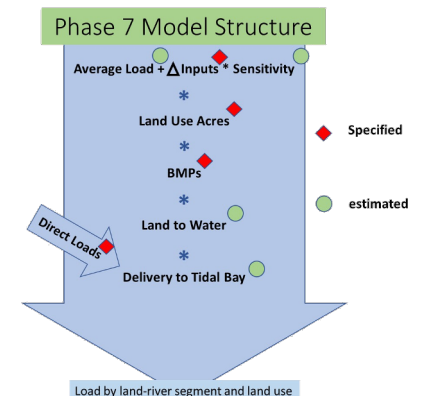 Phase 7 Model Structure
Average Load + Δ Inputs * Sensitivity
*
Land Use Acres
*
BMPs
*
Land to Water
*
Direct Loads
Delivery to Tidal Bay
Specified
estimated
Load by land-river segment and land use